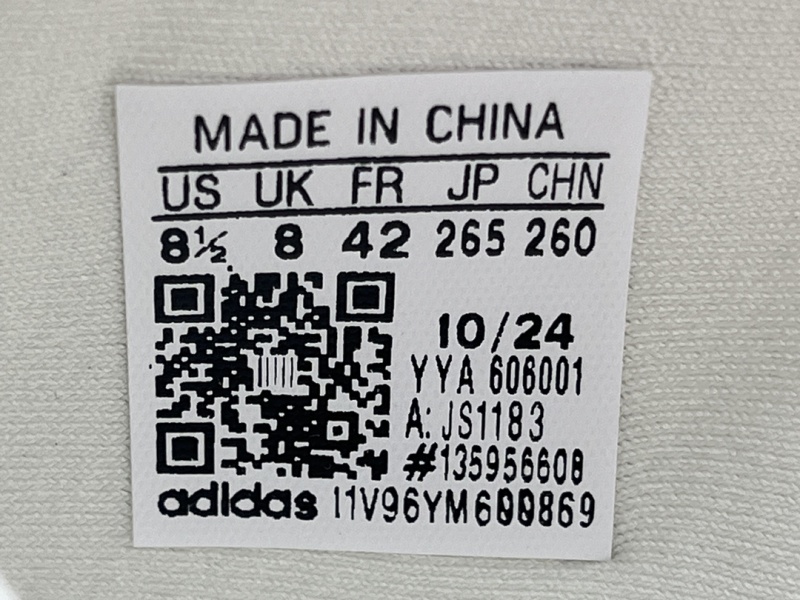 MADE IN CHINA
US UK FR JP CHN
8½ 8 42 265 260
10/24
YYA 606001
A: JS1183
#135956608
adidas 11V96YM600869